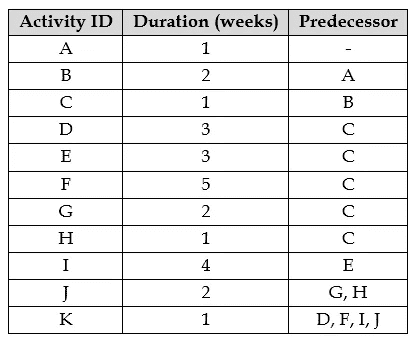 Activity ID Duration (weeks) Predecessor
A 1 -
B 2 A
C 1 B
D 3 C
E 3 C
F 5 C
G 2 C
H 1 C
I 4 E
J 2 G, H
K 1 D, F, I, J